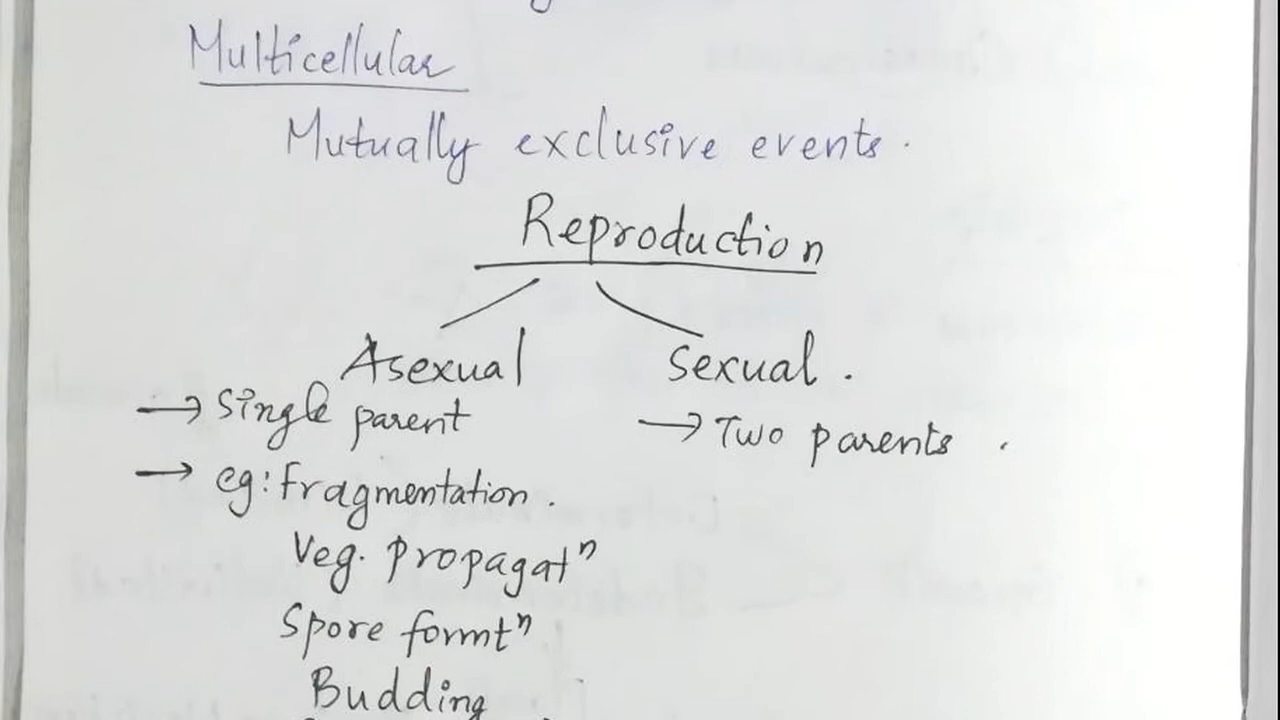 Multicellular
Mutually exclusive events.
Reproduction
Asexual sexual.
→ Single parent → Two parents.
→ eg: fragmentation.
Veg. propagatⁿ
Spore formtⁿ
Budding